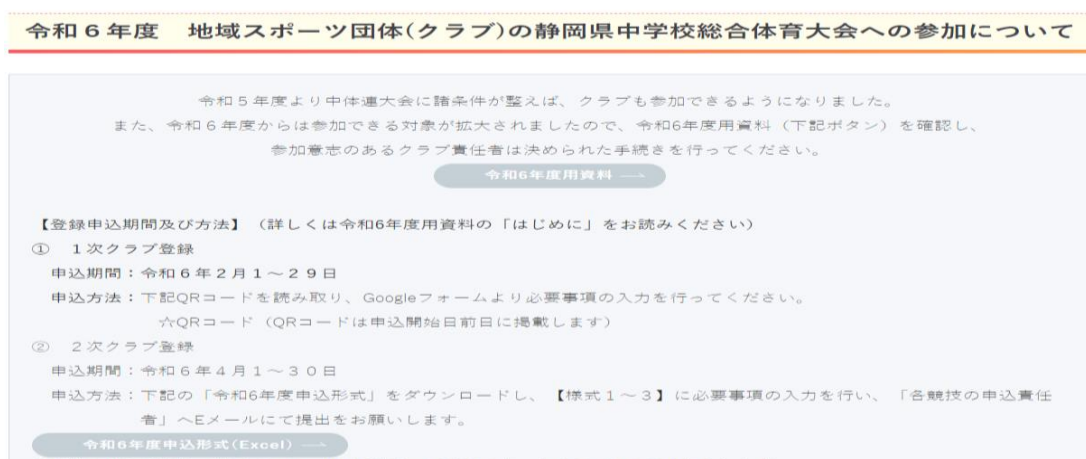 令和６年度　地域スポーツ団体(クラブ)の静岡県中学校総合体育大会への参加について
令和５年度より中体連大会に諸条件が整えば、クラブも参加できるようになりました。
また、令和６年度からは参加できる対象が拡大されましたので、令和6年度用資料（下記ボタン）を確認し、
参加意志のあるクラブ責任者は決められた手続きを行ってください。
令和6年度用資料 →
【登録申込期間及び方法】（詳しくは令和6年度用資料の「はじめに」をお読みください）
①　１次クラブ登録
申込期間：令和６年２月１～２９日
申込方法：下記QRコードを読み取り、Googleフォームより必要事項の入力を行ってください。
☆QRコード（QRコードは申込開始日前日に掲載します）
②　２次クラブ登録
申込期間：令和６年４月１～３０日
申込方法：下記の「令和6年度申込形式」をダウンロードし、【様式１～３】に必要事項の入力を行い、「各競技の申込責任
者」へEメールにて提出をお願いします。
令和6年度申込形式(Excel) →